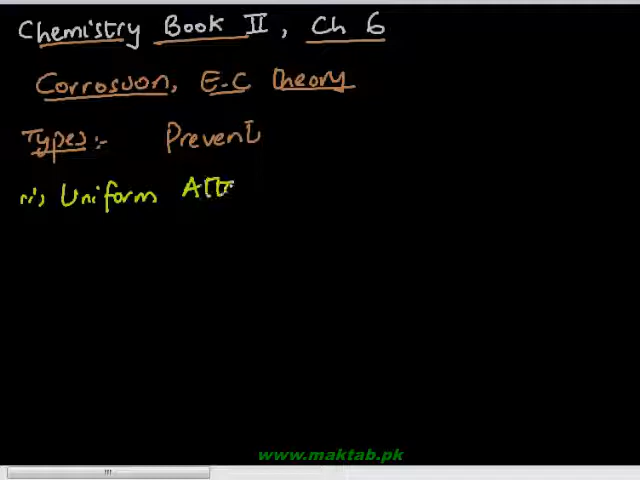 Chemistry Book II, Ch 6
Corrosion, E.C Theory
Types:- Prevent
(i) Uniform Att
www.maktab.pk